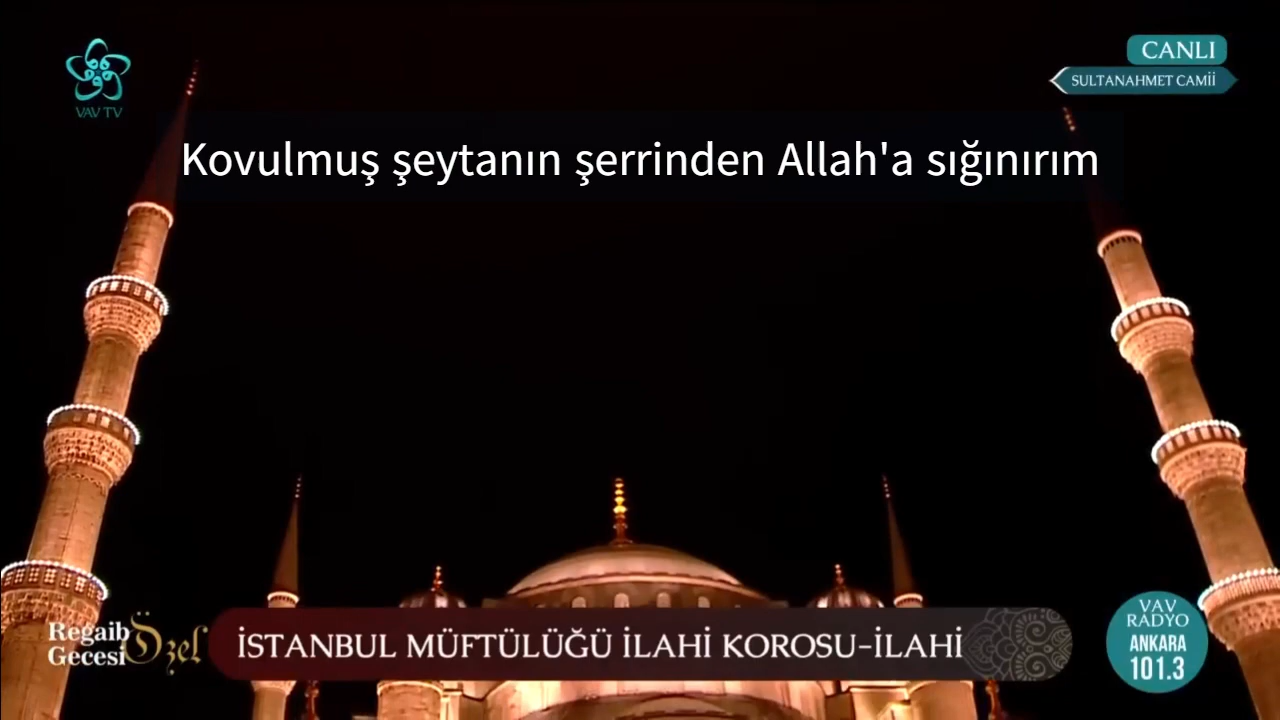 CANLI
SULTANAHMET CAMİİ
VAV TV
Kovulmuş şeytanın şerrinden Allah'a sığınırım
Regaib
Gecesi Özel
İSTANBUL MÜFTÜLÜĞÜ İLAHİ KOROSU-İLAHİ
VAV
RADYO
ANKARA
101.3